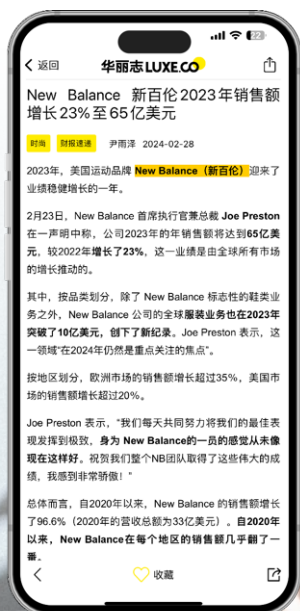 22
返回
华丽志 LUXE.CO
New Balance 新百伦2023年销售额
增长23%至65亿美元
时尚 财报速递 尹雨泽 2024-02-28
2023年，美国运动品牌 New Balance（新百伦）迎来了
业绩稳健增长的一年。
2月23日，New Balance 首席执行官兼总裁 Joe Preston
在一声明中称，公司2023年的年销售额将达到65亿美
元，较2022年增长了23%，这一业绩是由全球所有市场
的增长推动的。
其中，按品类划分，除了 New Balance 标志性的鞋类业
务之外，New Balance 公司的全球服装业务也在2023年
突破了10亿美元，创下了新纪录。Joe Preston 表示，这
一领域“在2024年仍然是重点关注的焦点”。
按地区划分，欧洲市场的销售额增长超过35%，美国市
场的销售额增长超过20%。
Joe Preston 表示，“我们每天共同努力将我们的最佳表
现发挥到极致，身为 New Balance的一员的感觉从未像
现在这样好。祝贺我们整个NB团队取得了这些伟大的成
绩，我感到非常骄傲！”
总体而言，自2020年以来，New Balance 的销售额增长
了96.6%（2020年的营收总额为33亿美元）。自2020年
以来，New Balance在每个地区的销售额几乎翻了一
番。
收藏